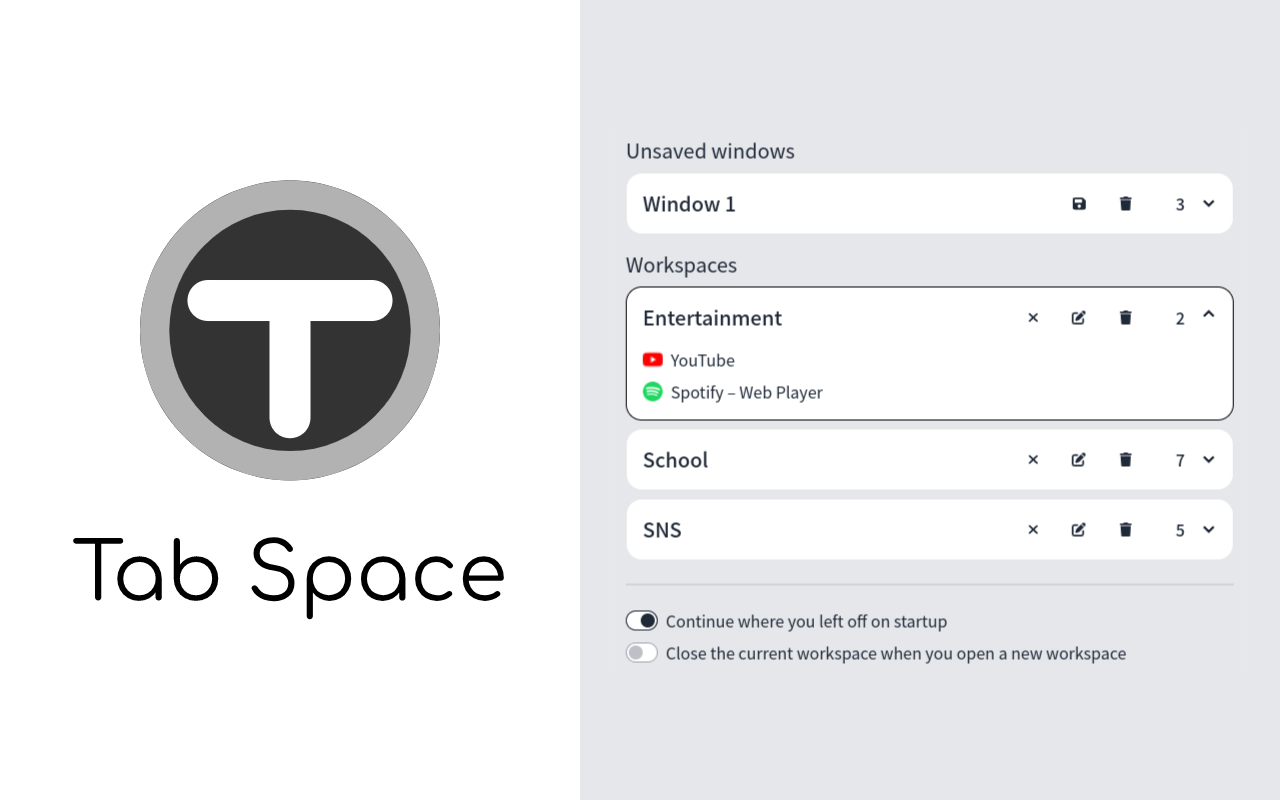 T
Tab Space
Unsaved windows
Window 1 3
Workspaces
Entertainment 2
YouTube
Spotify – Web Player
School 7
SNS 5
Continue where you left off on startup
Close the current workspace when you open a new workspace